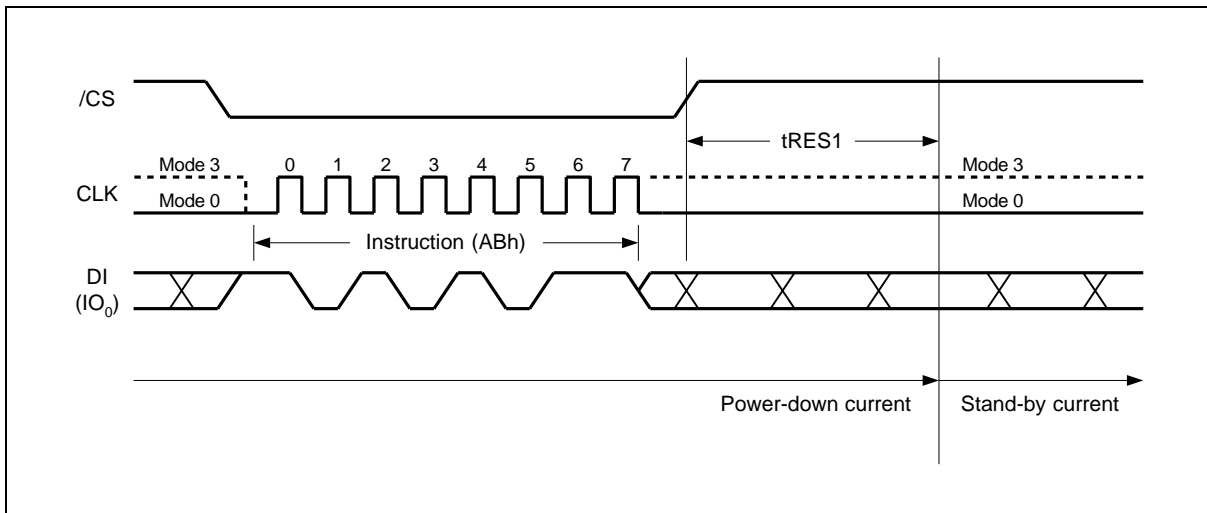 /CS
tRES1
Mode 3
0 1 2 3 4 5 6 7
Mode 3
CLK
Mode 0
Mode 0
Instruction (ABh)
DI
(IO₀)
Power-down current
Stand-by current